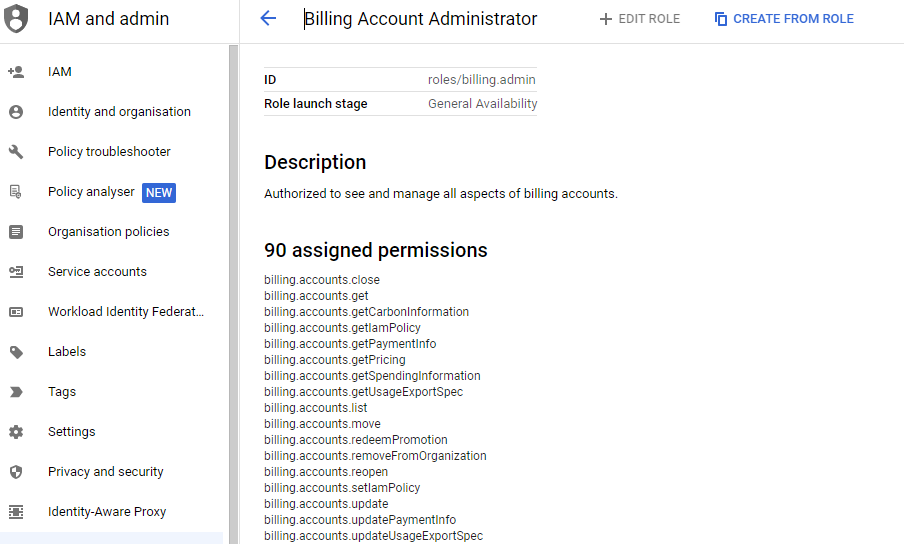 IAM and admin
Billing Account Administrator
EDIT ROLE
CREATE FROM ROLE
IAM
Identity and organisation
Policy troubleshooter
Policy analyser NEW
Organisation policies
Service accounts
Workload Identity Federat...
Labels
Tags
Settings
Privacy and security
Identity-Aware Proxy
ID roles/billing.admin
Role launch stage General Availability
Description
Authorized to see and manage all aspects of billing accounts.
90 assigned permissions
billing.accounts.close
billing.accounts.get
billing.accounts.getCarbonInformation
billing.accounts.getIamPolicy
billing.accounts.getPaymentInfo
billing.accounts.getPricing
billing.accounts.getSpendingInformation
billing.accounts.getUsageExportSpec
billing.accounts.list
billing.accounts.move
billing.accounts.redeemPromotion
billing.accounts.removeFromOrganization
billing.accounts.reopen
billing.accounts.setIamPolicy
billing.accounts.update
billing.accounts.updatePaymentInfo
billing.accounts.updateUsageExportSpec